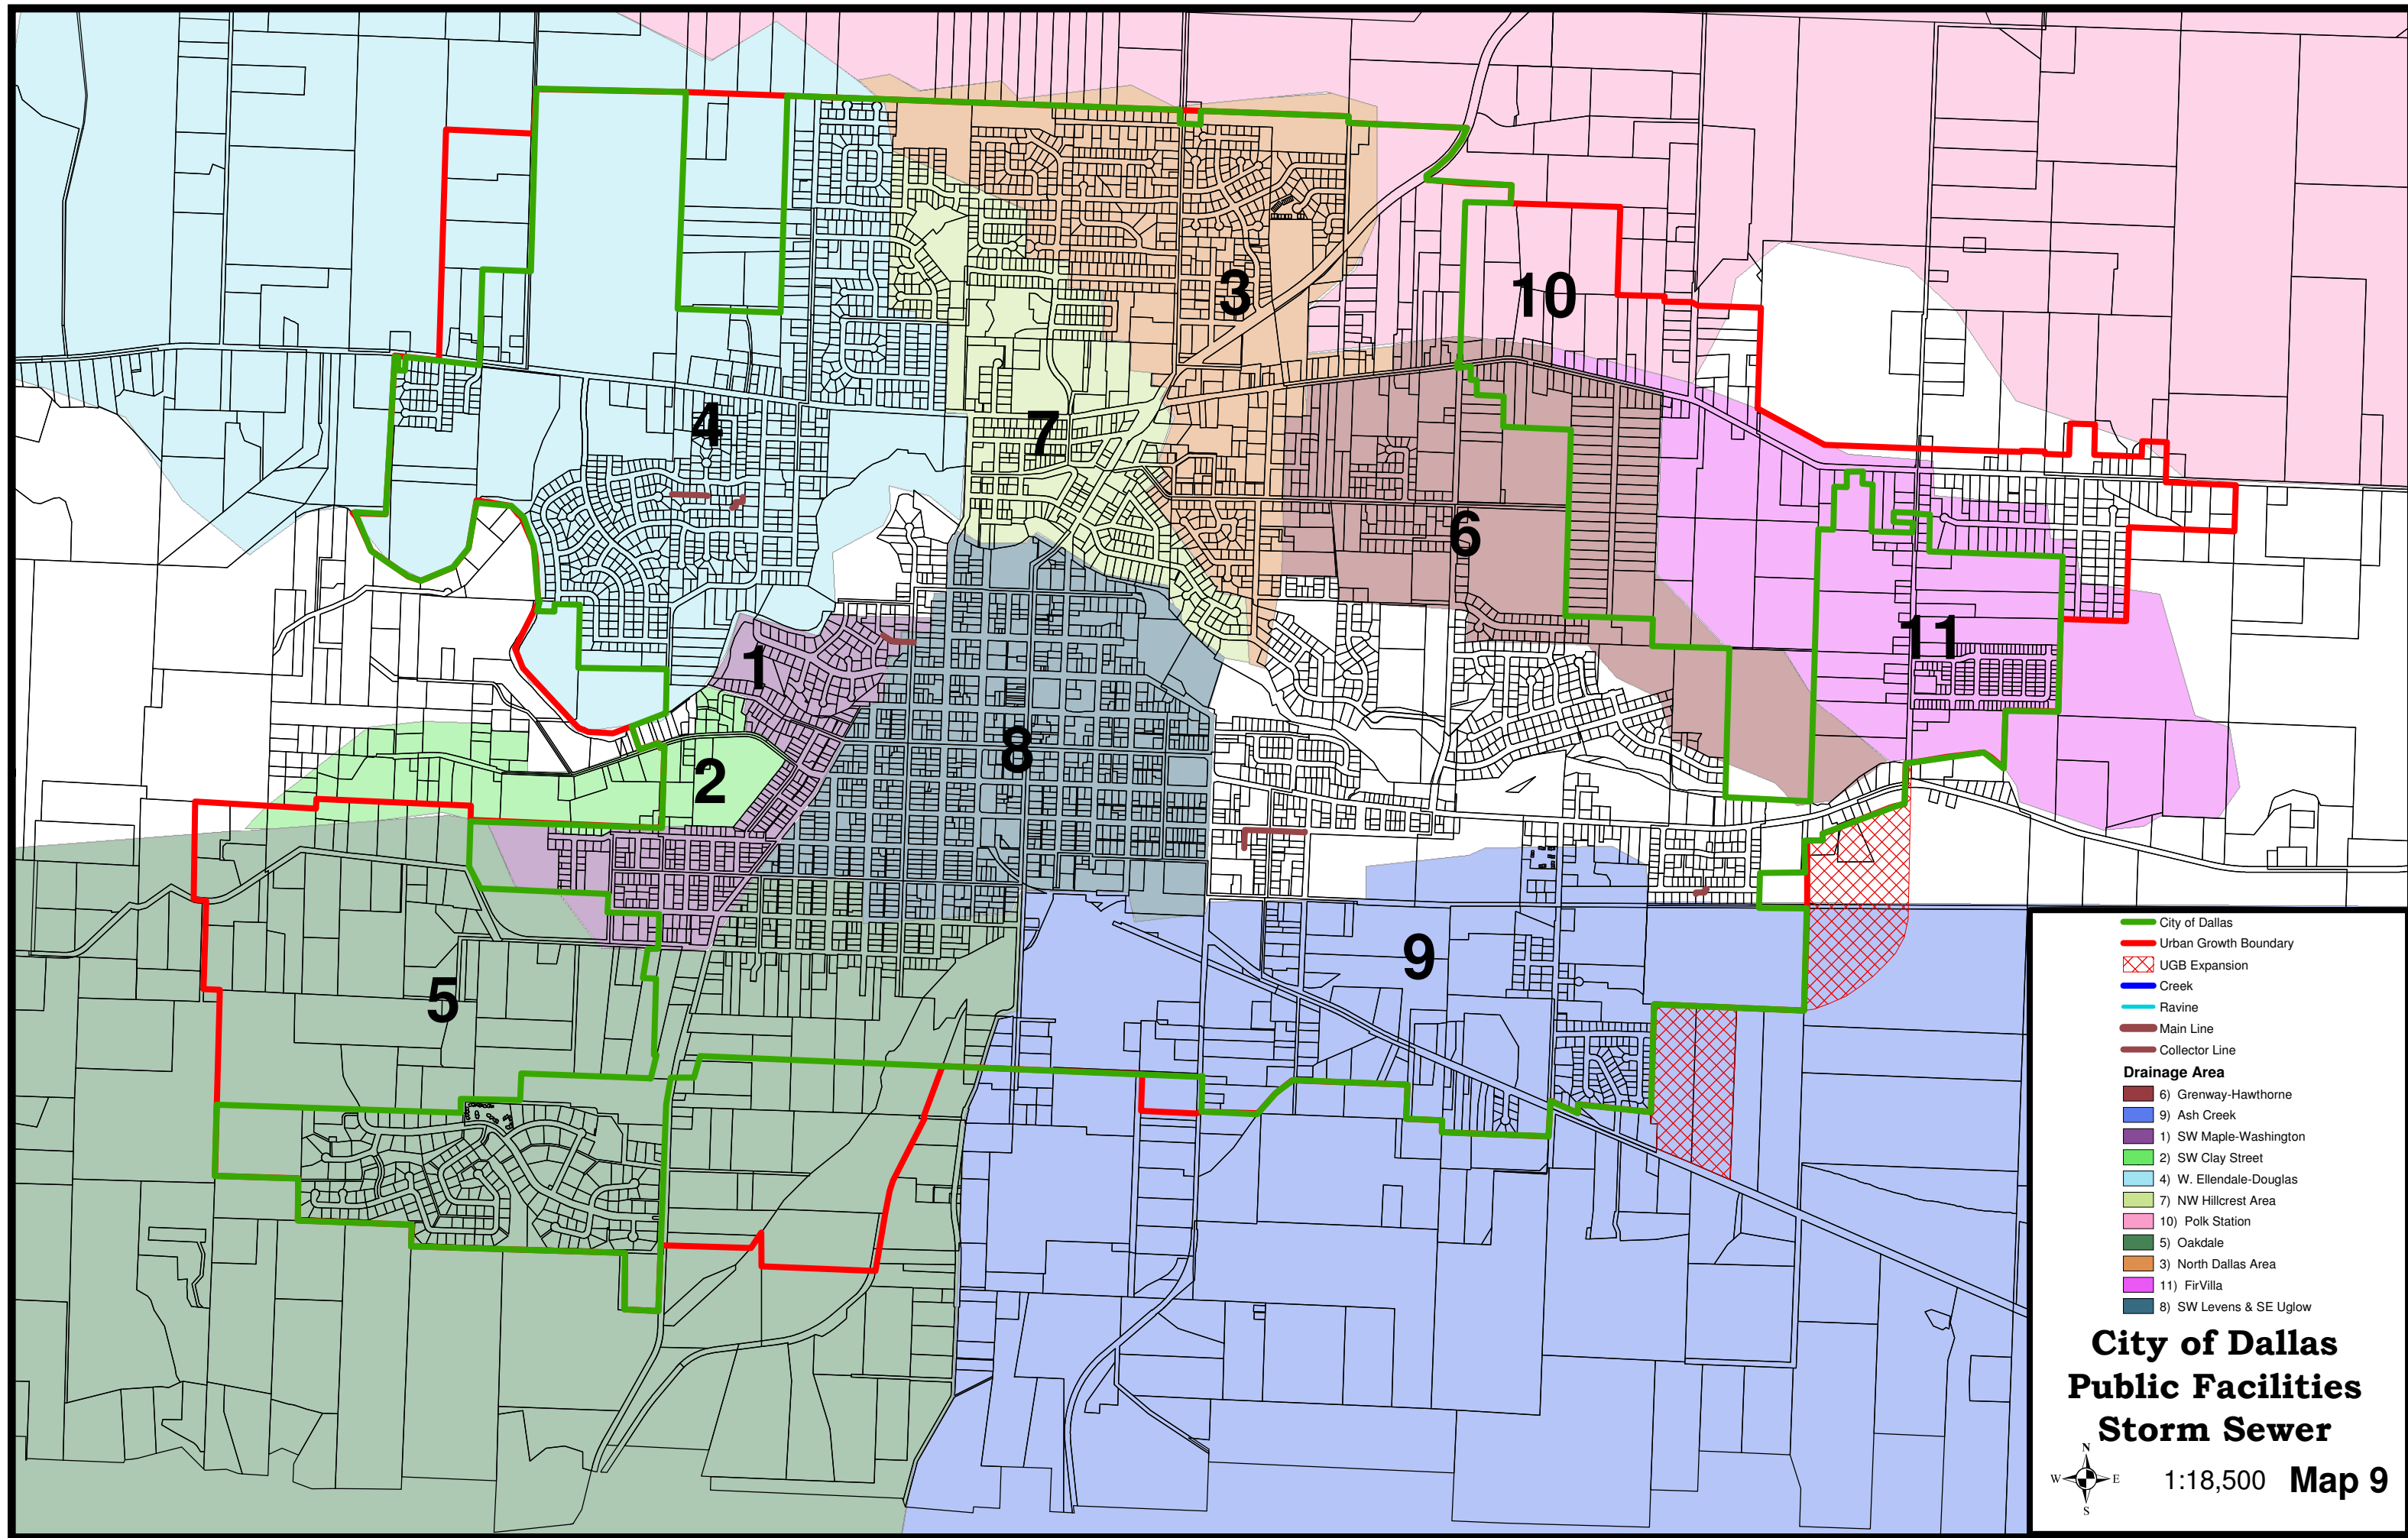 3
10
4
7
6
11
1
8
2
9
5
City of Dallas
Urban Growth Boundary
UGB Expansion
Creek
Ravine
Main Line
Collector Line
Drainage Area
6) Grenway-Hawthorne
9) Ash Creek
1) SW Maple-Washington
2) SW Clay Street
4) W. Ellendale-Douglas
7) NW Hillcrest Area
10) Polk Station
5) Oakdale
3) North Dallas Area
11) FirVilla
8) SW Levens & SE Uglow
City of Dallas
Public Facilities
Storm Sewer
N
W E
S
1:18,500 Map 9